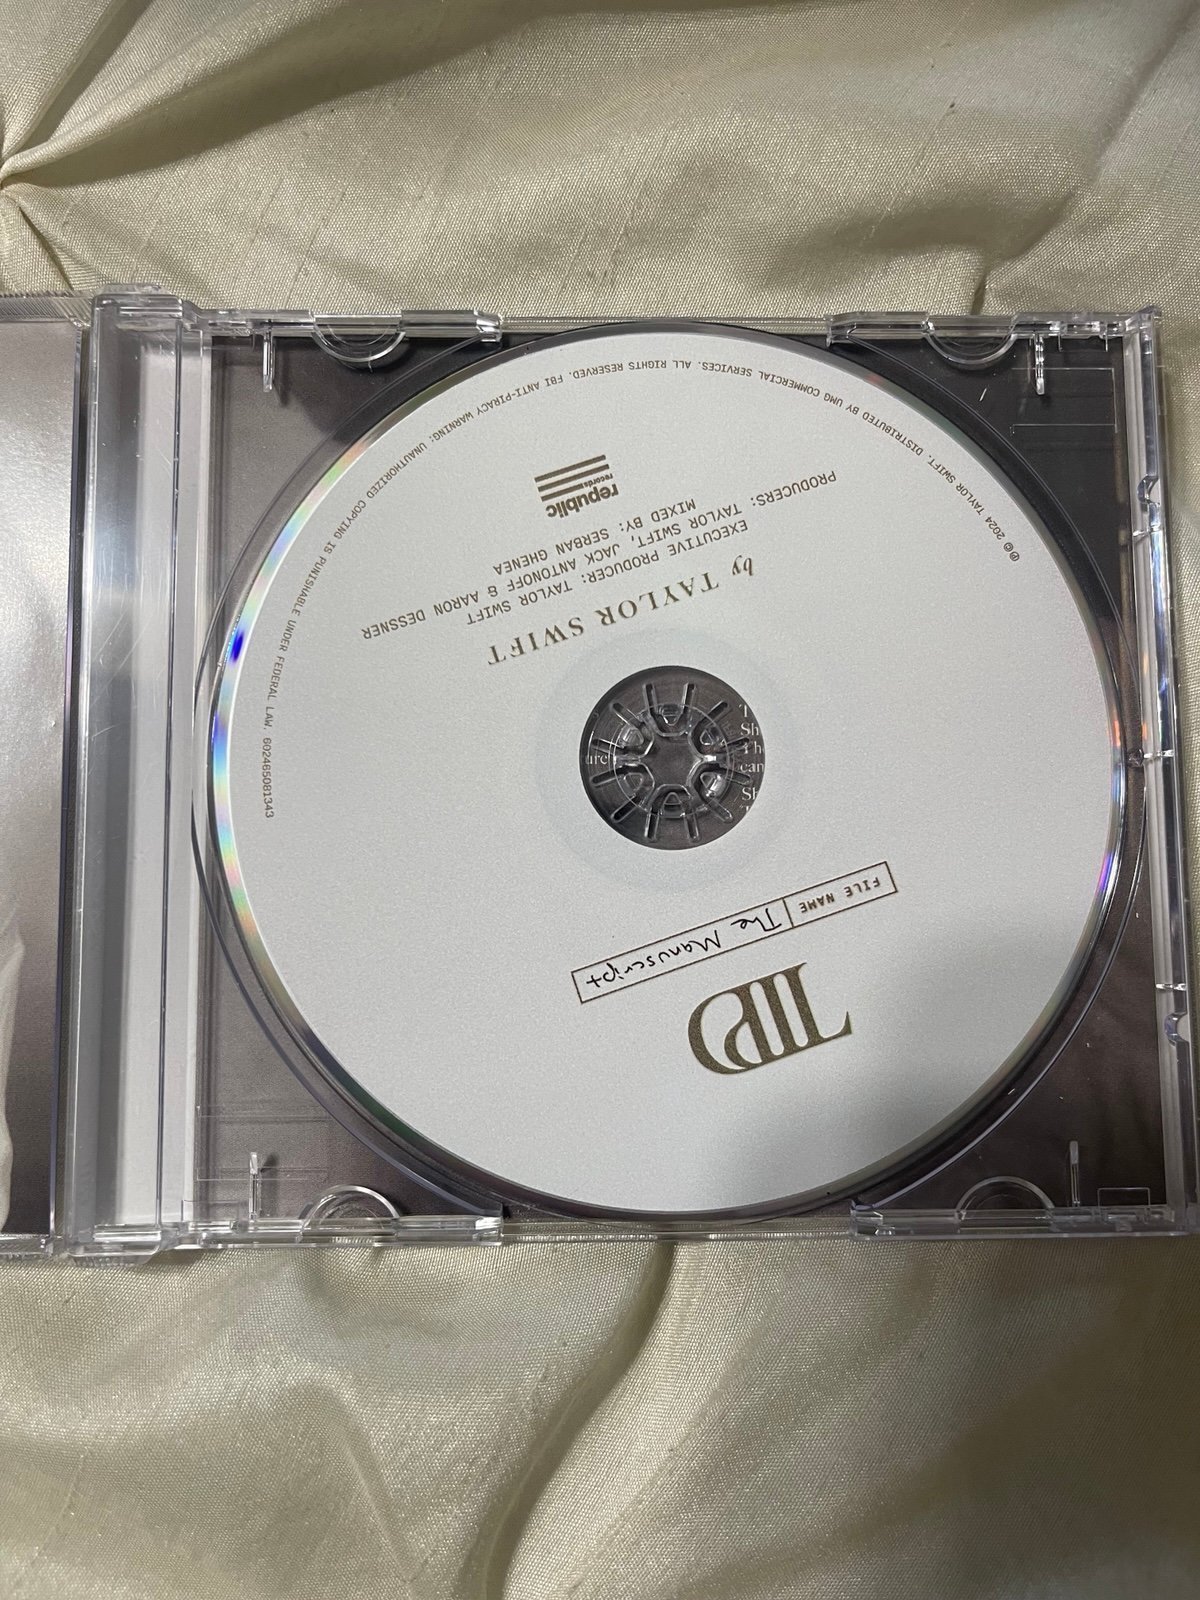 TTPD
FILE NAME
The Manuscript
by TAYLOR SWIFT
EXECUTIVE PRODUCER: TAYLOR SWIFT
PRODUCERS: TAYLOR SWIFT, JACK ANTONOFF & AARON DESSNER
MIXED BY: SERBAN GHENEA
republic
records
℗© 2024 TAYLOR SWIFT. DISTRIBUTED BY UMG COMMERCIAL SERVICES. ALL RIGHTS RESERVED. FBI ANTI-PIRACY WARNING: UNAUTHORIZED COPYING IS PUNISHABLE UNDER FEDERAL LAW. 602465081343